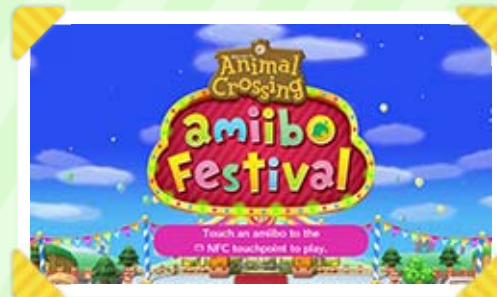 Animal
Crossing
amiibo
Festival
Touch an amiibo to the
NFC touchpoint to play.